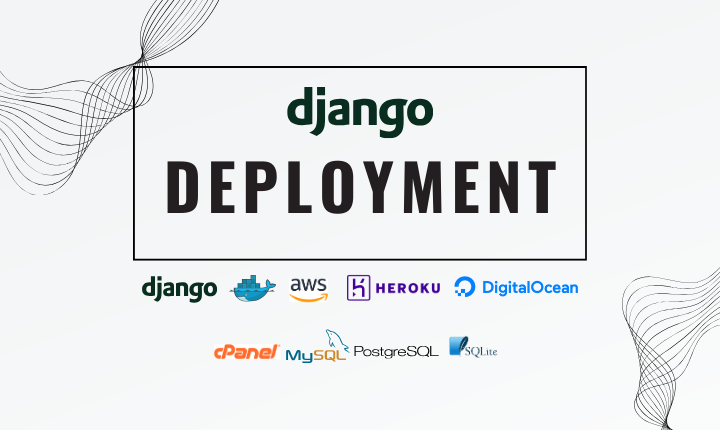 django
DEPLOYMENT
django aws HEROKU DigitalOcean
cPanel MySQL PostgreSQL SQLite